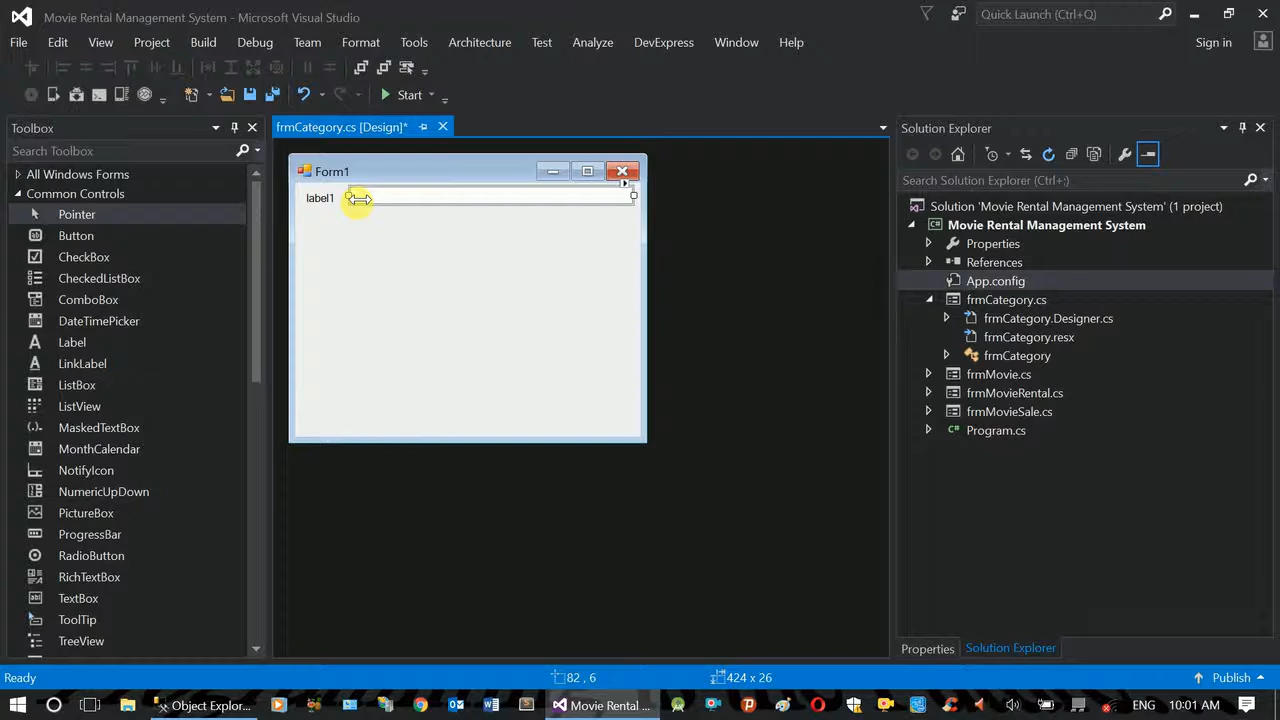 Movie Rental Management System - Microsoft Visual Studio
Quick Launch (Ctrl+Q)
File Edit View Project Build Debug Team Format Tools Architecture Test Analyze DevExpress Window Help
Sign in
Start
Toolbox
Search Toolbox
All Windows Forms
Common Controls
Pointer
Button
CheckBox
CheckedListBox
ComboBox
DateTimePicker
Label
LinkLabel
ListBox
ListView
MaskedTextBox
MonthCalendar
NotifyIcon
NumericUpDown
PictureBox
ProgressBar
RadioButton
RichTextBox
TextBox
ToolTip
TreeView
frmCategory.cs [Design]*
Form1
label1
Solution Explorer
Search Solution Explorer (Ctrl+;)
Solution 'Movie Rental Management System' (1 project)
Movie Rental Management System
Properties
References
App.config
frmCategory.cs
frmCategory.Designer.cs
frmCategory.resx
frmCategory
frmMovie.cs
frmMovieRental.cs
frmMovieSale.cs
Program.cs
Properties Solution Explorer
Ready
82 , 6
424 x 26
Publish
Object Explor...
Movie Rental ...
10:01 AM